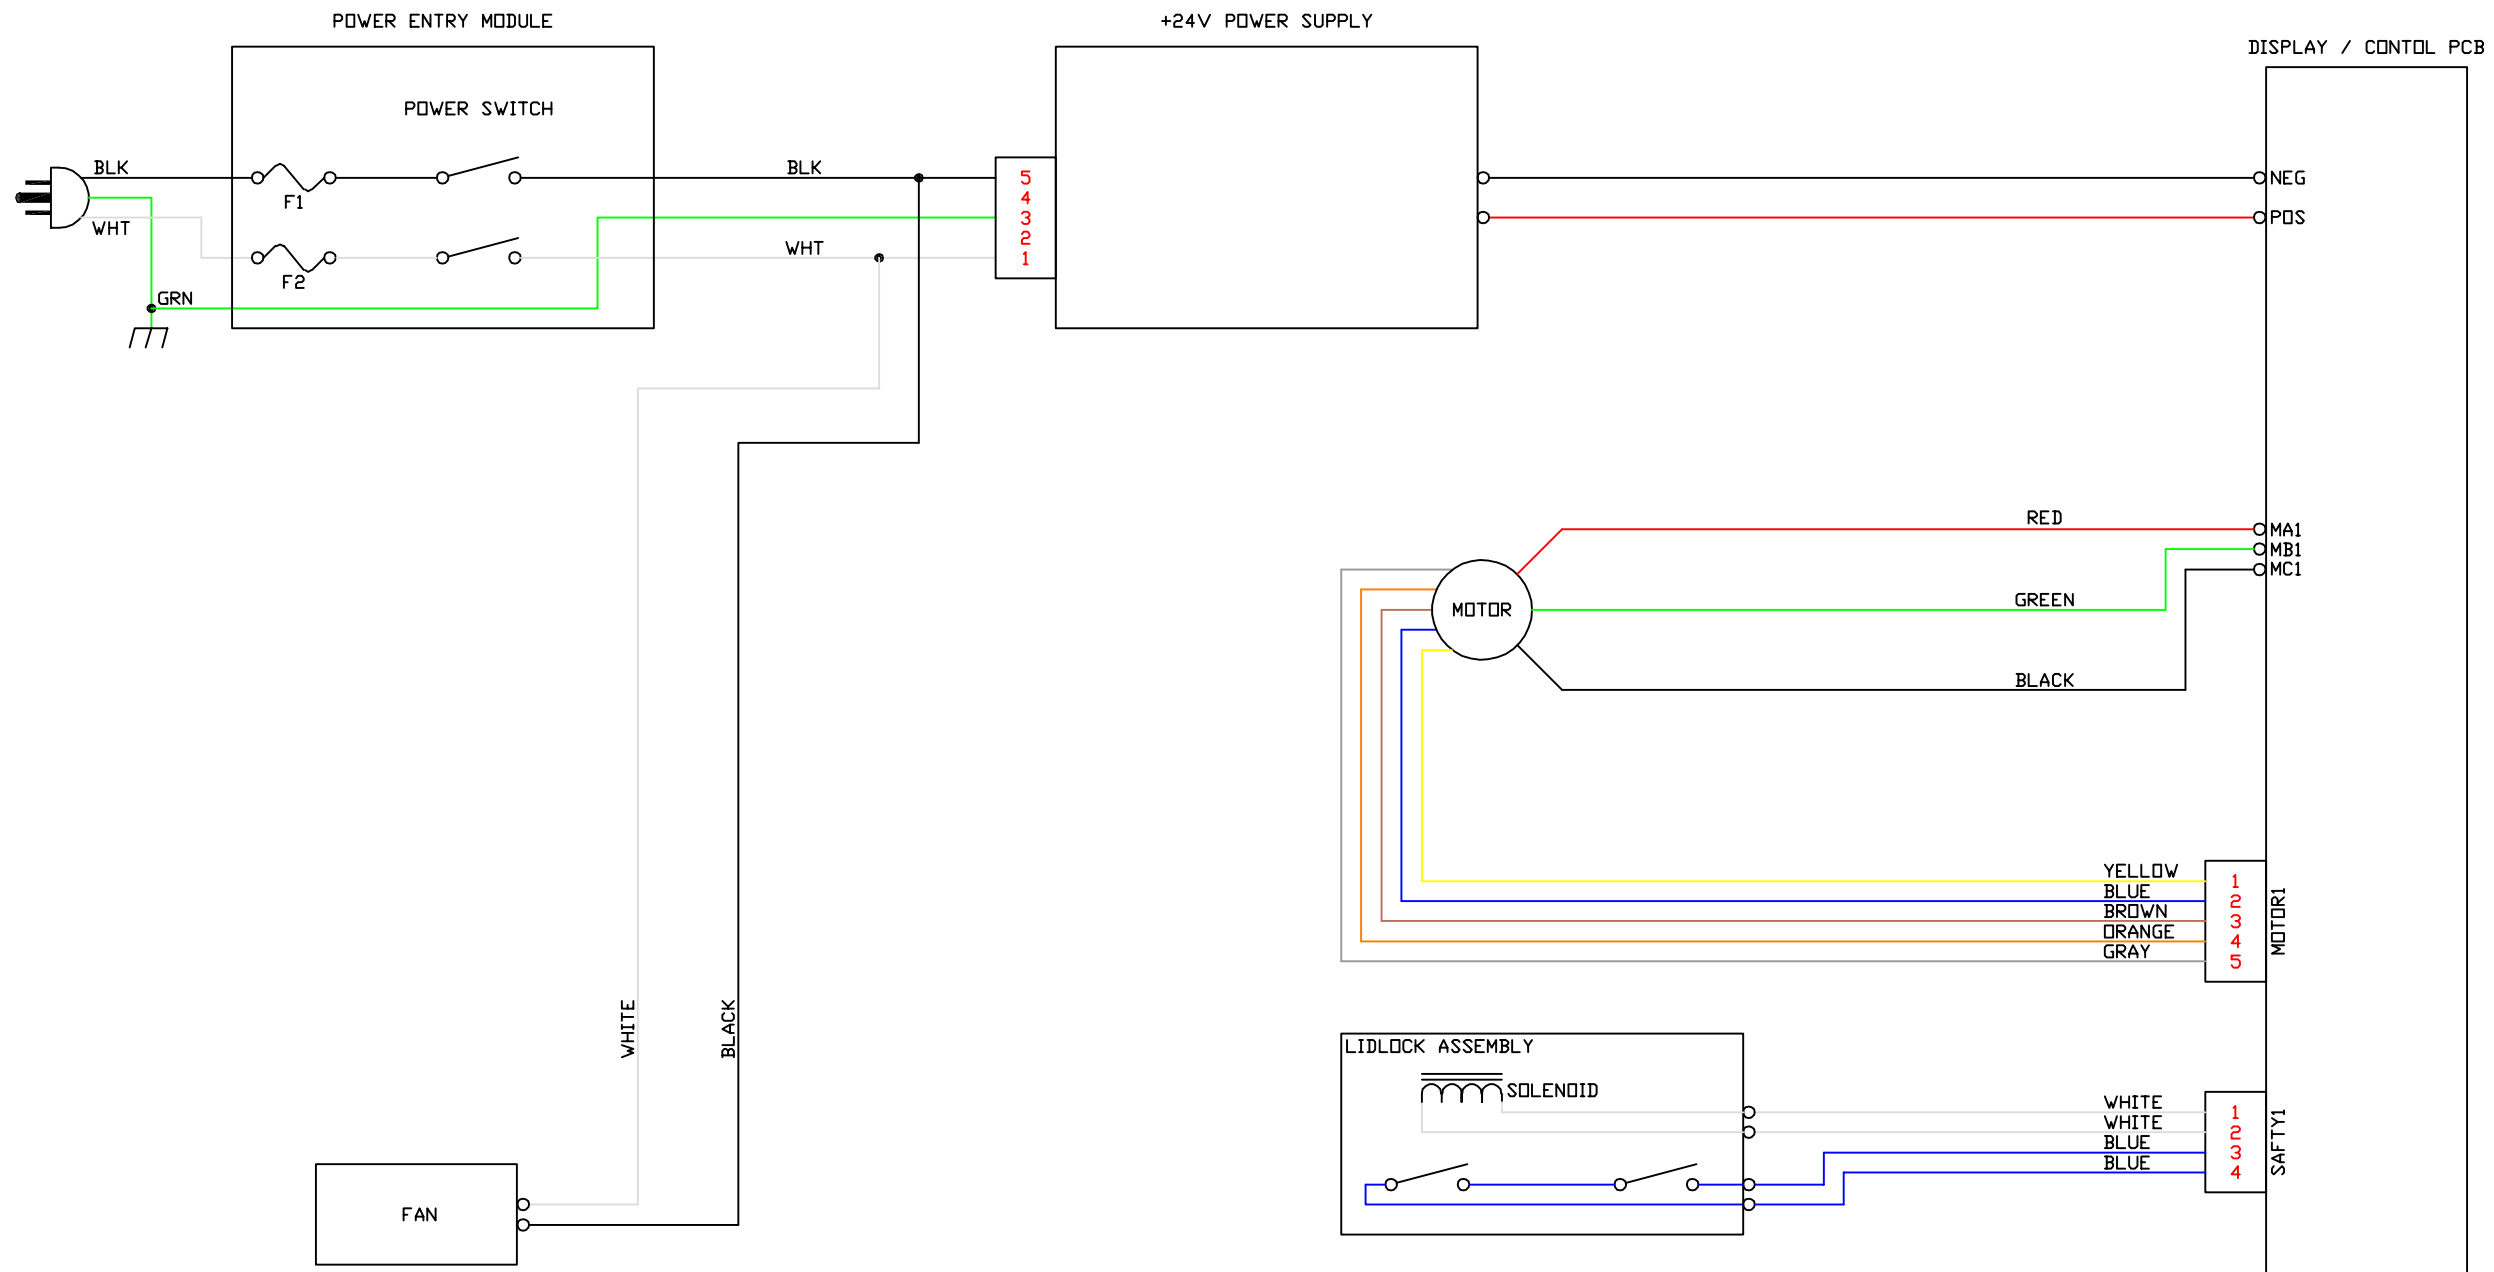 POWER ENTRY MODULE
+24V POWER SUPPLY
DISPLAY / CONTOL PCB
POWER SWITCH
BLK
F1
WHT
F2
GRN
BLK
WHT
5
4
3
2
1
NEG
POS
RED
MA1
MB1
MC1
MOTOR
GREEN
BLACK
YELLOW 1
BLUE 2
BROWN 3
ORANGE 4
GRAY 5
MOTOR1
WHITE
BLACK
LIDLOCK ASSEMBLY
SOLENOID
WHITE 1
WHITE 2
BLUE 3
BLUE 4
SAFTY1
FAN